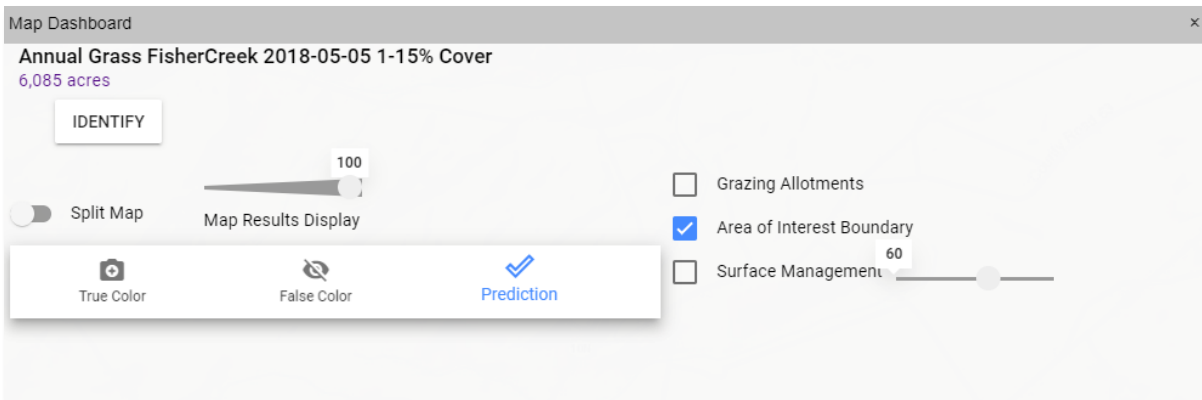 Map Dashboard ×
Annual Grass FisherCreek 2018-05-05 1-15% Cover
6,085 acres
IDENTIFY
100
Split Map
Map Results Display
True Color
False Color
Prediction
Grazing Allotments
Area of Interest Boundary
60
Surface Management